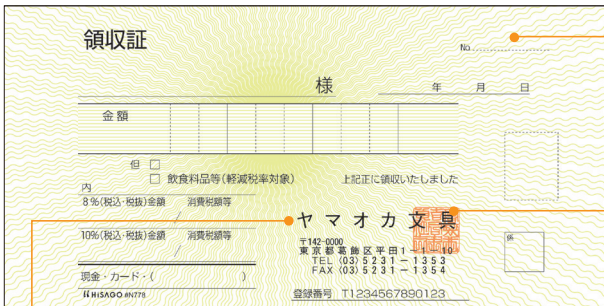 領収証
No.
様
年 月 日
金額
但 □
□ 飲食料品等(軽減税率対象)
上記正に領収いたしました
内
8%(税込・税抜)金額 消費税額等
/
10%(税込・税抜)金額 消費税額等
/
現金・カード・( )
HISAGO #N778
ヤマオカ文具
〒142-0000
東京都葛飾区平田1-1-10
TEL (03) 5231-1353
FAX (03) 5231-1354
登録番号 T1234567890123
係